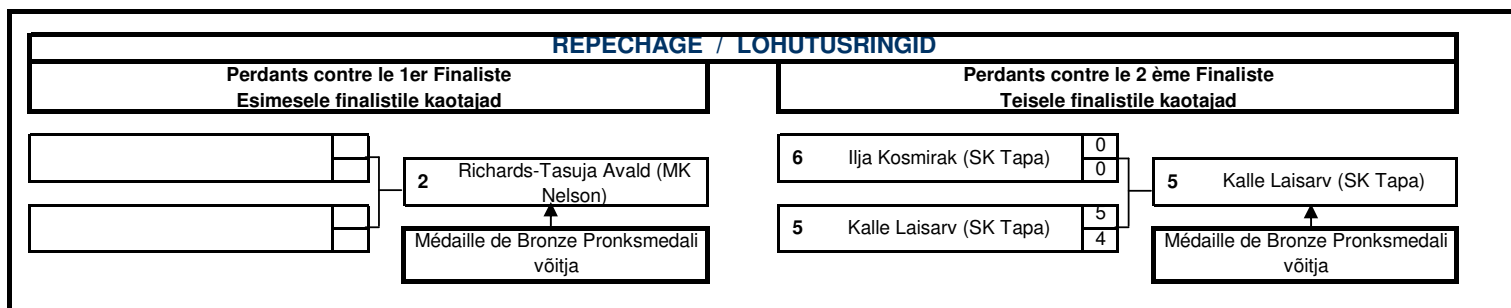 REPECHAGE / LOHUTUSRINGID
Perdants contre le 1er Finaliste
Esimesele finalistile kaotajad
2 Richards-Tasuja Avald (MK
Nelson)
Médaille de Bronze Pronksmedali
võitja
Perdants contre le 2 ème Finaliste
Teisele finalistile kaotajad
6 Ilja Kosmirak (SK Tapa) 0
0
5 Kalle Laisarv (SK Tapa) 5
4
5 Kalle Laisarv (SK Tapa)
Médaille de Bronze Pronksmedali
võitja